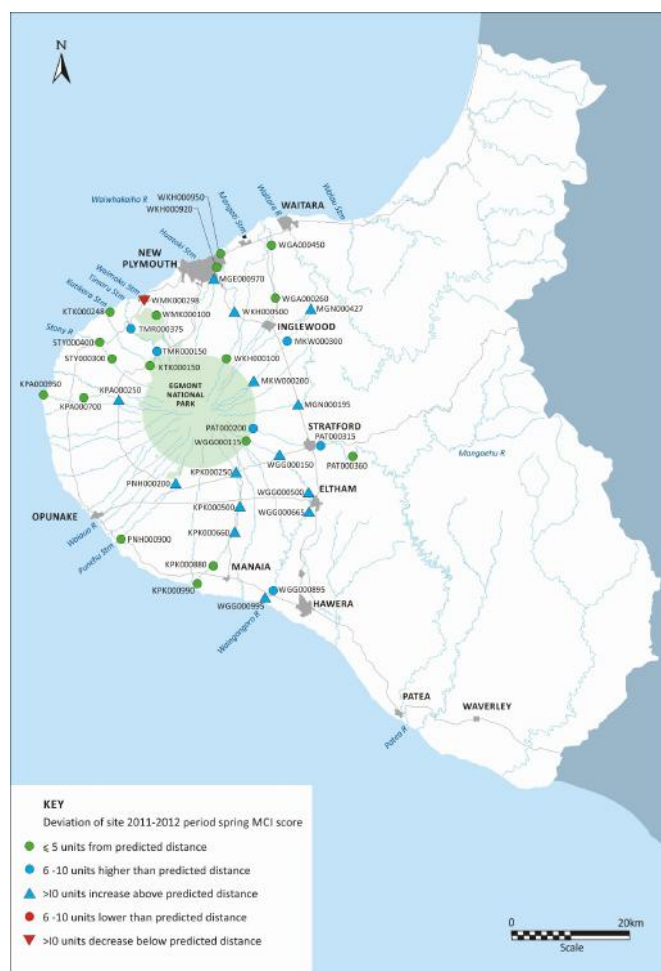 N
WKH000950
Waiwhakaiho R
WKH000920
Mangati Stm
Waitara R
Waiau Stm
WAITARA
Huatoki Stm
NEW
PLYMOUTH
WGA000450
MGE000970
Waimoku Stm
Timaru Stm
Katikara Stm
WMK000298
WGA000260
KTK000248
WMK000100
WKH000500
MGN000427
Stony R
TMR000375
INGLEWOOD
STY000400
MKW000300
TMR000150
STY000300
WKH000100
KTK000150
KPA000950
KPA000250
EGMONT
NATIONAL
PARK
MKW000200
KPA000700
MGN000195
PAT000200
STRATFORD
PAT000315
WGG000115
Mangaehu R
WGG000150
PAT000360
KPK000250
PNH000200
WGG000500
ELTHAM
OPUNAKE
KPK000500
WGG000665
Waiaua R
KPK000660
Punehu Stm
PNH000900
KPK000880
MANAIA
KPK000990
WGG000895
WGG000995
HAWERA
Waingongoro R
PATEA
WAVERLEY
Patea R
KEY
Deviation of site 2011-2012 period spring MCI score
⩽ 5 units from predicted distance
6 -10 units higher than predicted distance
>10 units increase above predicted distance
6 -10 units lower than predicted distance
>10 units decrease below predicted distance
0
20km
Scale